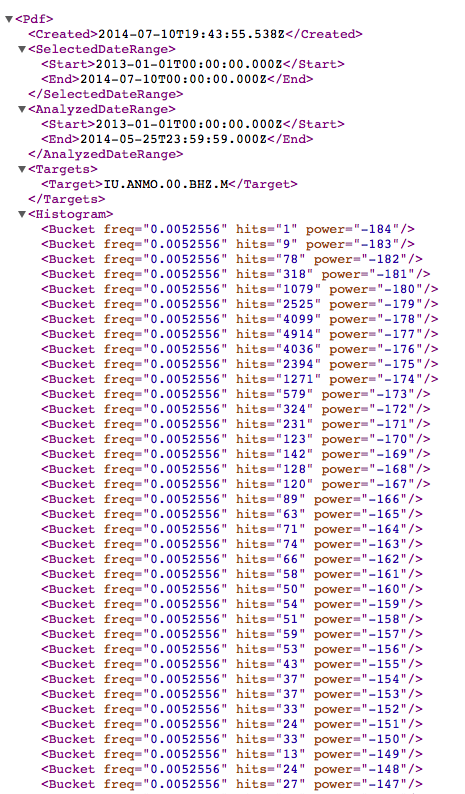 ▼<Pdf>
<Created>2014-07-10T19:43:55.538Z</Created>
▼<SelectedDateRange>
<Start>2013-01-01T00:00:00.000Z</Start>
<End>2014-07-10T00:00:00.000Z</End>
</SelectedDateRange>
▼<AnalyzedDateRange>
<Start>2013-01-01T00:00:00.000Z</Start>
<End>2014-05-25T23:59:59.000Z</End>
</AnalyzedDateRange>
▼<Targets>
<Target>IU.ANMO.00.BHZ.M</Target>
</Targets>
▼<Histogram>
<Bucket freq="0.0052556" hits="1" power="-184"/>
<Bucket freq="0.0052556" hits="9" power="-183"/>
<Bucket freq="0.0052556" hits="78" power="-182"/>
<Bucket freq="0.0052556" hits="318" power="-181"/>
<Bucket freq="0.0052556" hits="1079" power="-180"/>
<Bucket freq="0.0052556" hits="2525" power="-179"/>
<Bucket freq="0.0052556" hits="4099" power="-178"/>
<Bucket freq="0.0052556" hits="4914" power="-177"/>
<Bucket freq="0.0052556" hits="4036" power="-176"/>
<Bucket freq="0.0052556" hits="2394" power="-175"/>
<Bucket freq="0.0052556" hits="1271" power="-174"/>
<Bucket freq="0.0052556" hits="579" power="-173"/>
<Bucket freq="0.0052556" hits="324" power="-172"/>
<Bucket freq="0.0052556" hits="231" power="-171"/>
<Bucket freq="0.0052556" hits="123" power="-170"/>
<Bucket freq="0.0052556" hits="142" power="-169"/>
<Bucket freq="0.0052556" hits="128" power="-168"/>
<Bucket freq="0.0052556" hits="120" power="-167"/>
<Bucket freq="0.0052556" hits="89" power="-166"/>
<Bucket freq="0.0052556" hits="63" power="-165"/>
<Bucket freq="0.0052556" hits="71" power="-164"/>
<Bucket freq="0.0052556" hits="74" power="-163"/>
<Bucket freq="0.0052556" hits="66" power="-162"/>
<Bucket freq="0.0052556" hits="58" power="-161"/>
<Bucket freq="0.0052556" hits="50" power="-160"/>
<Bucket freq="0.0052556" hits="54" power="-159"/>
<Bucket freq="0.0052556" hits="51" power="-158"/>
<Bucket freq="0.0052556" hits="59" power="-157"/>
<Bucket freq="0.0052556" hits="53" power="-156"/>
<Bucket freq="0.0052556" hits="43" power="-155"/>
<Bucket freq="0.0052556" hits="37" power="-154"/>
<Bucket freq="0.0052556" hits="37" power="-153"/>
<Bucket freq="0.0052556" hits="33" power="-152"/>
<Bucket freq="0.0052556" hits="24" power="-151"/>
<Bucket freq="0.0052556" hits="33" power="-150"/>
<Bucket freq="0.0052556" hits="13" power="-149"/>
<Bucket freq="0.0052556" hits="24" power="-148"/>
<Bucket freq="0.0052556" hits="27" power="-147"/>